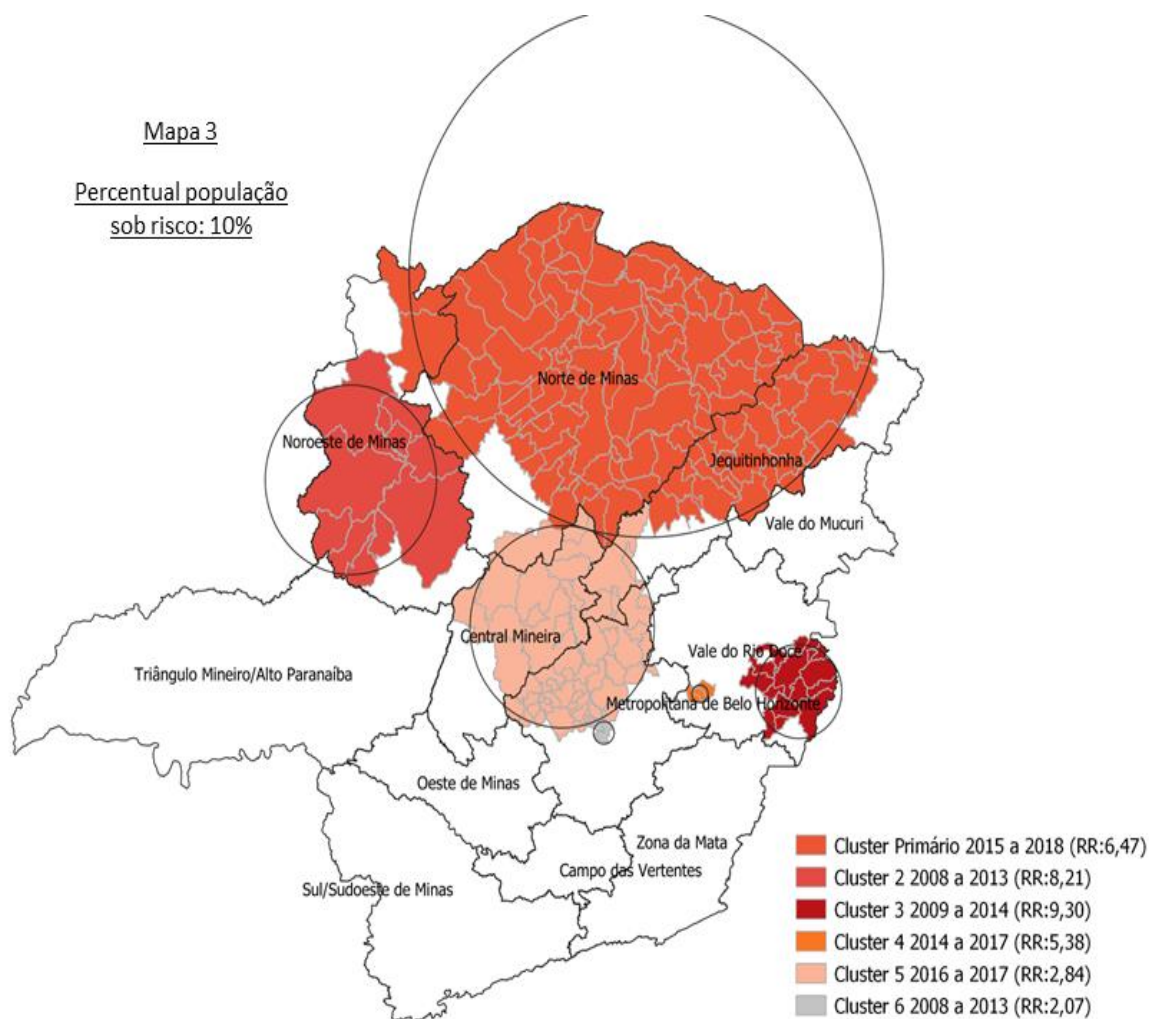 Mapa 3
Percentual população
sob risco: 10%
Norte de Minas
Noroeste de Minas
Jequitinhonha
Vale do Mucuri
Central Mineira
Vale do Rio Doce
Triângulo Mineiro/Alto Paranaíba
Metropolitana de Belo Horizonte
Oeste de Minas
Zona da Mata
Campo das Vertentes
Sul/Sudoeste de Minas
Cluster Primário 2015 a 2018 (RR:6,47)
Cluster 2 2008 a 2013 (RR:8,21)
Cluster 3 2009 a 2014 (RR:9,30)
Cluster 4 2014 a 2017 (RR:5,38)
Cluster 5 2016 a 2017 (RR:2,84)
Cluster 6 2008 a 2013 (RR:2,07)